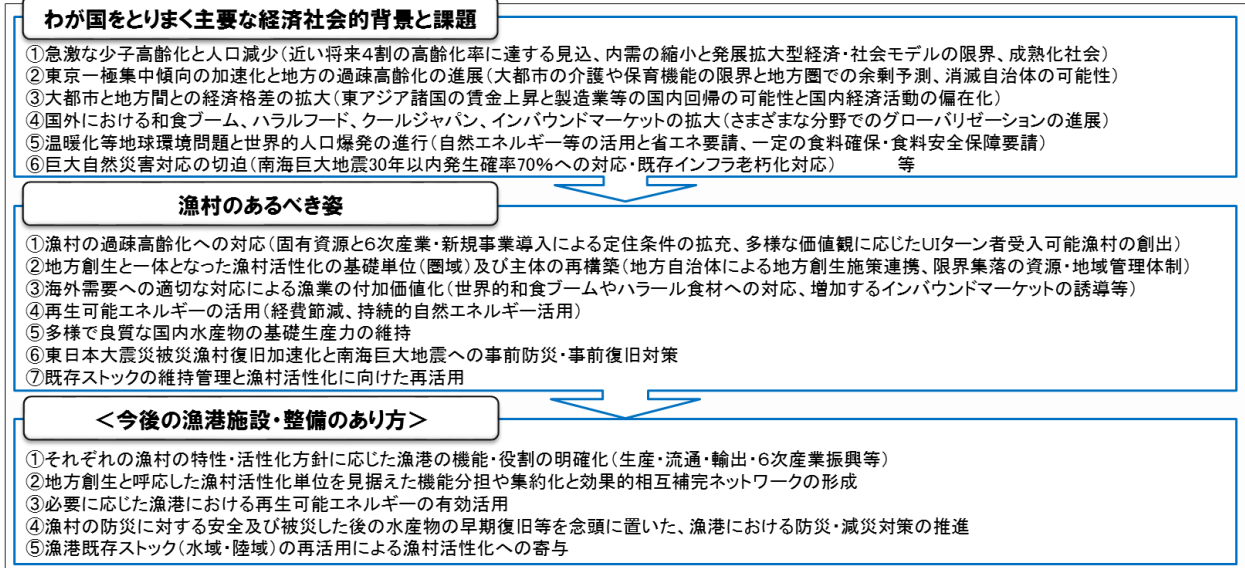 わが国をとりまく主要な経済社会的背景と課題
①急激な少子高齢化と人口減少(近い将来4割の高齢化率に達する見込、内需の縮小と発展拡大型経済・社会モデルの限界、成熟化社会)
②東京一極集中傾向の加速化と地方の過疎高齢化の進展(大都市の介護や保育機能の限界と地方圏での余剰予測、消滅自治体の可能性)
③大都市と地方間との経済格差の拡大(東アジア諸国の賃金上昇と製造業等の国内回帰の可能性と国内経済活動の偏在化)
④国外における和食ブーム、ハラルフード、クールジャパン、インバウンドマーケットの拡大(さまざまな分野でのグローバリゼーションの進展)
⑤温暖化等地球環境問題と世界的人口爆発の進行(自然エネルギー等の活用と省エネ要請、一定の食料確保・食料安全保障要請)
⑥巨大自然災害対応の切迫(南海巨大地震30年以内発生確率70%への対応・既存インフラ老朽化対応) 等
漁村のあるべき姿
①漁村の過疎高齢化への対応(固有資源と6次産業・新規事業導入による定住条件の拡充、多様な価値観に応じたUIターン者受入可能漁村の創出)
②地方創生と一体となった漁村活性化の基礎単位(圏域)及び主体の再構築(地方自治体による地方創生施策連携、限界集落の資源・地域管理体制)
③海外需要への適切な対応による漁業の付加価値化(世界的和食ブームやハラール食材への対応、増加するインバウンドマーケットの誘導等)
④再生可能エネルギーの活用(経費節減、持続的自然エネルギー活用)
⑤多様で良質な国内水産物の基礎生産力の維持
⑥東日本大震災被災漁村復旧加速化と南海巨大地震への事前防災・事前復旧対策
⑦既存ストックの維持管理と漁村活性化に向けた再活用
<今後の漁港施設・整備のあり方>
①それぞれの漁村の特性・活性化方針に応じた漁港の機能・役割の明確化(生産・流通・輸出・6次産業振興等)
②地方創生と呼応した漁村活性化単位を見据えた機能分担や集約化と効果的相互補完ネットワークの形成
③必要に応じた漁港における再生可能エネルギーの有効活用
④漁村の防災に対する安全及び被災した後の水産物の早期復旧等を念頭に置いた、漁港における防災・減災対策の推進
⑤漁港既存ストック(水域・陸域)の再活用による漁村活性化への寄与